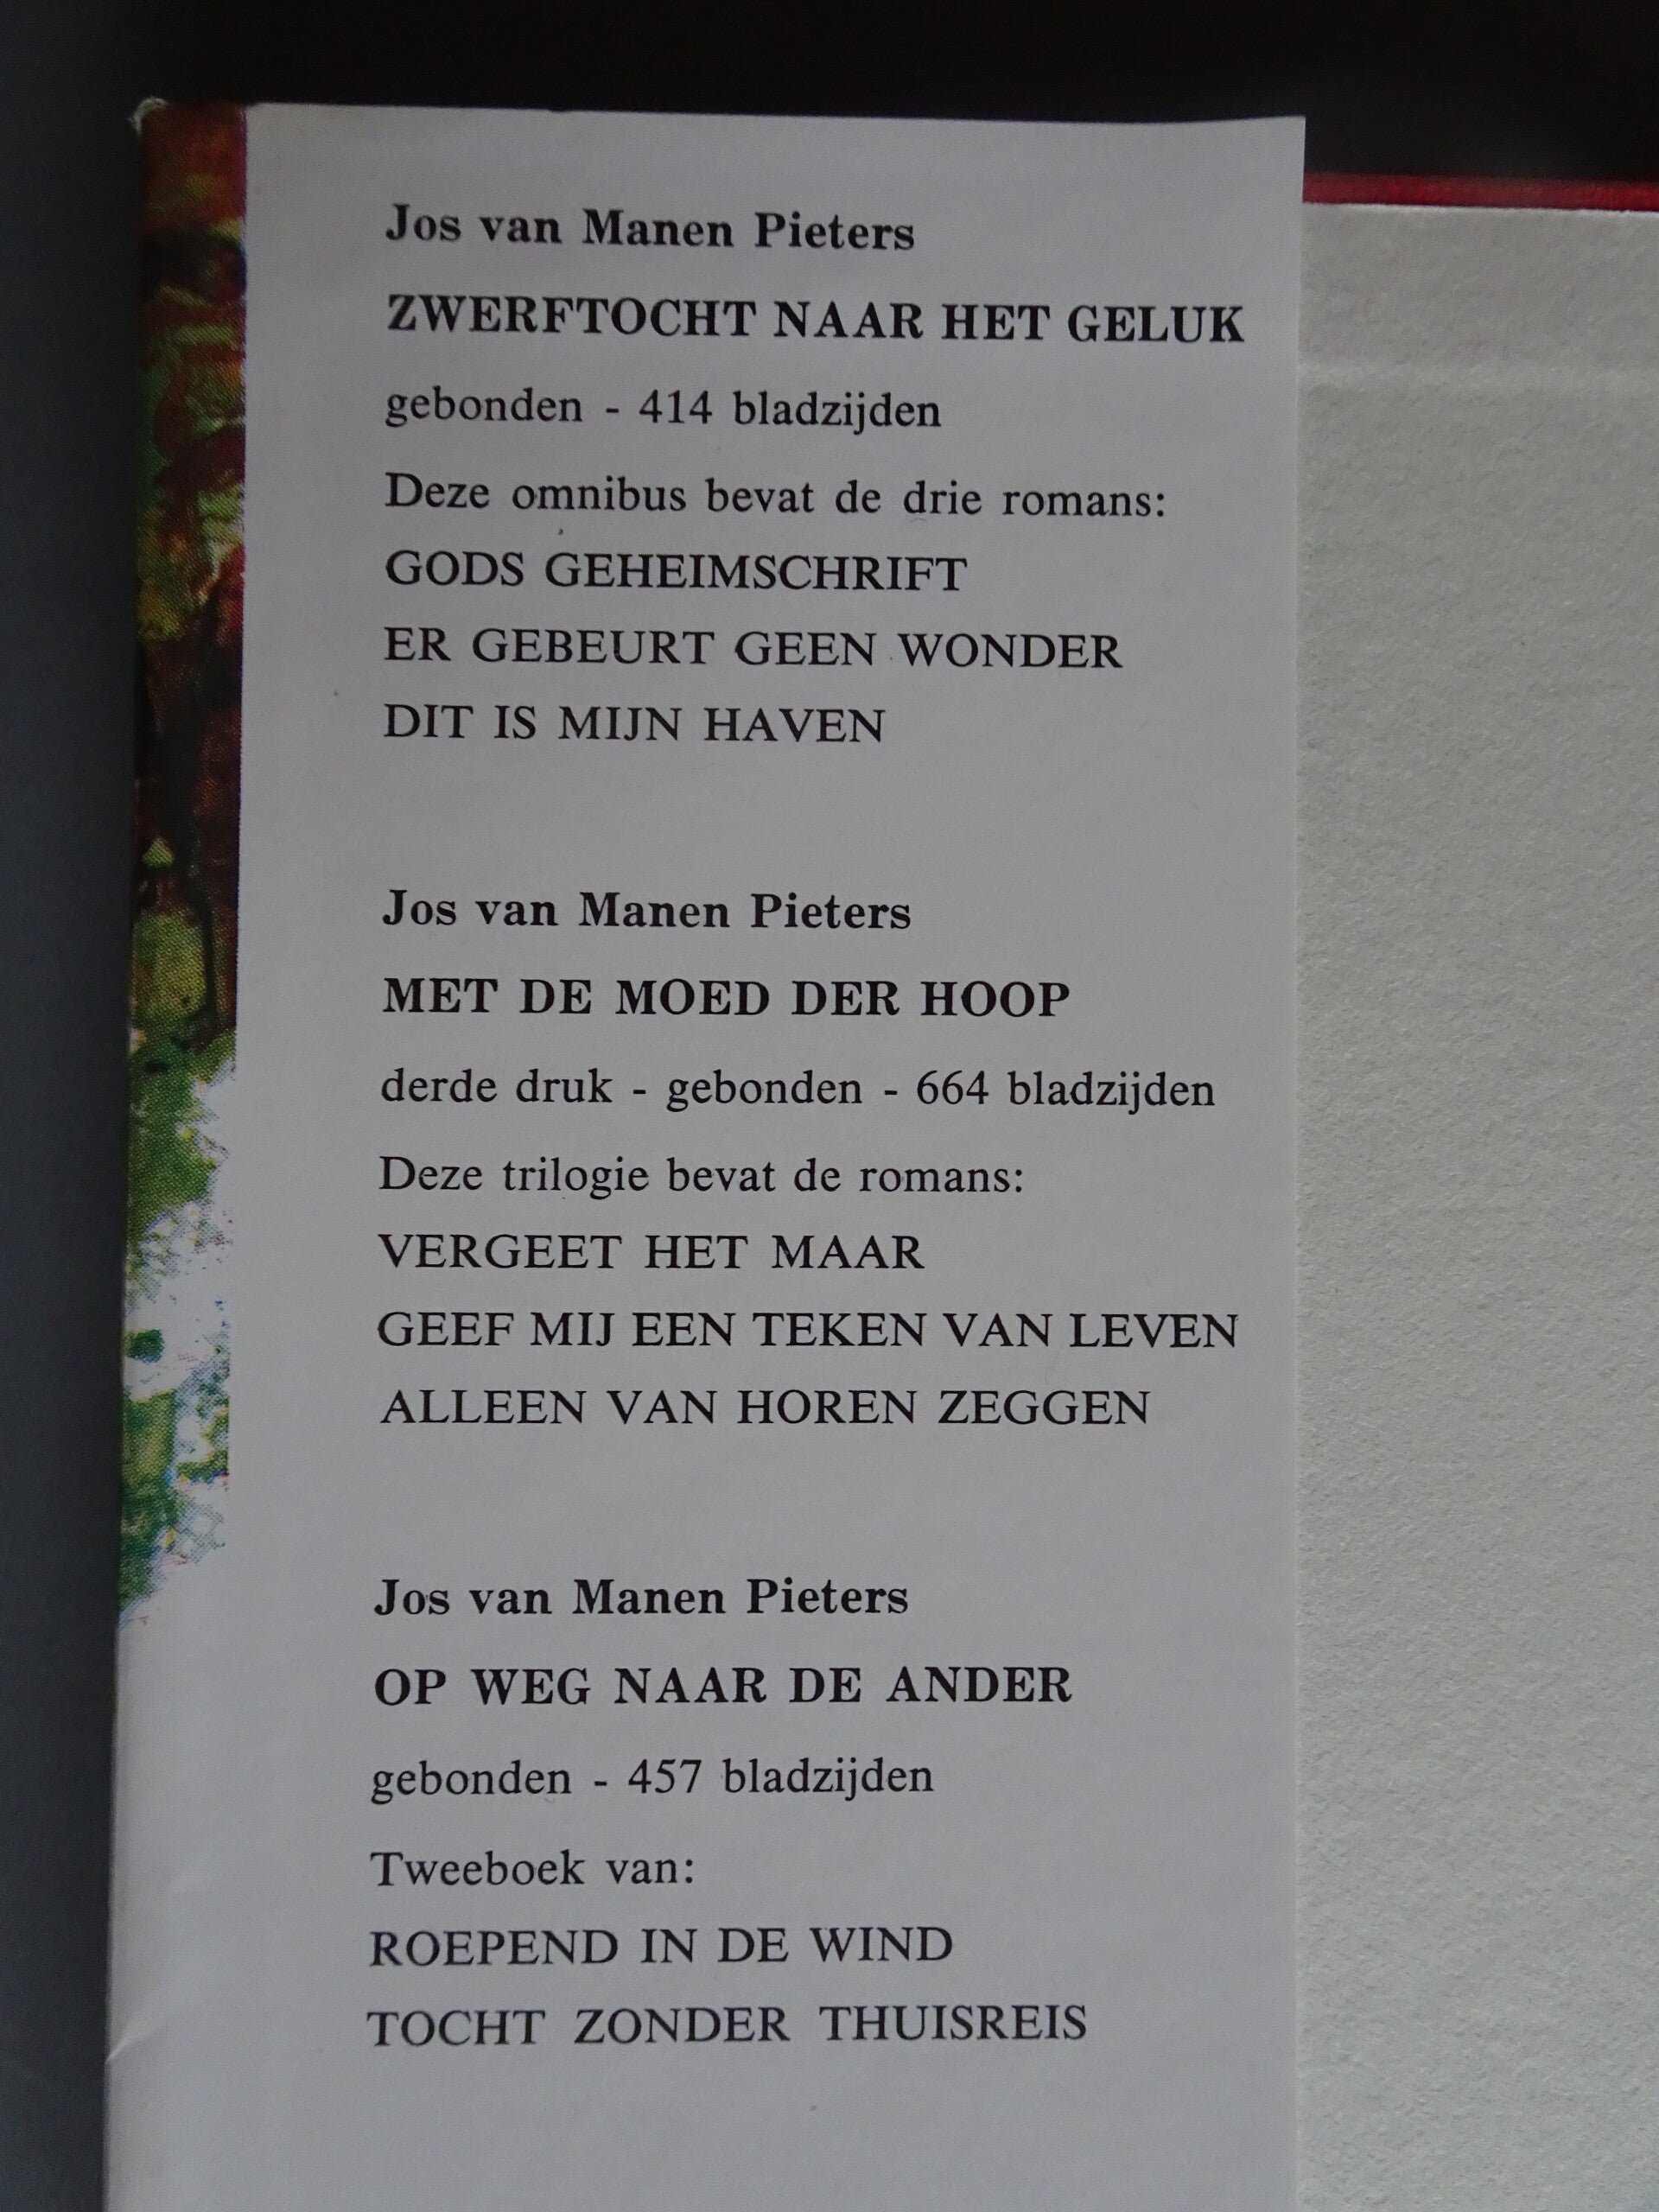 Jos van Manen Pieters
ZWERFTOCHT NAAR HET GELUK
gebonden - 414 bladzijden
Deze omnibus bevat de drie romans:
GODS GEHEIMSCHRIFT
ER GEBEURT GEEN WONDER
DIT IS MIJN HAVEN
Jos van Manen Pieters
MET DE MOED DER HOOP
derde druk - gebonden - 664 bladzijden
Deze trilogie bevat de romans:
VERGEET HET MAAR
GEEF MIJ EEN TEKEN VAN LEVEN
ALLEEN VAN HOREN ZEGGEN
Jos van Manen Pieters
OP WEG NAAR DE ANDER
gebonden - 457 bladzijden
Tweeboek van:
ROEPEND IN DE WIND
TOCHT ZONDER THUISREIS